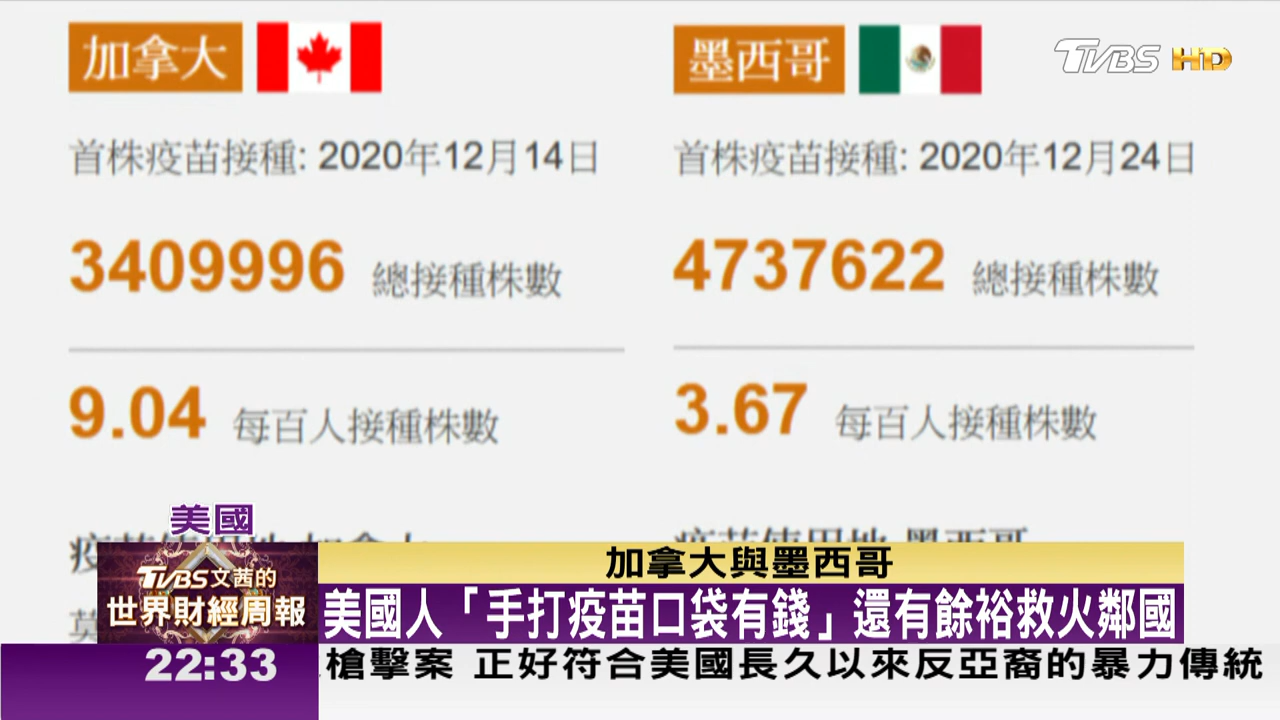 加拿大
墨西哥
TVBS HD
首株疫苗接種: 2020年12月14日
首株疫苗接種: 2020年12月24日
3409996 總接種株數
4737622 總接種株數
9.04 每百人接種株數
3.67 每百人接種株數
美國
TVBS文茜的
世界財經周報
加拿大與墨西哥
美國人「手打疫苗口袋有錢」還有餘裕救火鄰國
22:33
槍擊案 正好符合美國長久以來反亞裔的暴力傳統